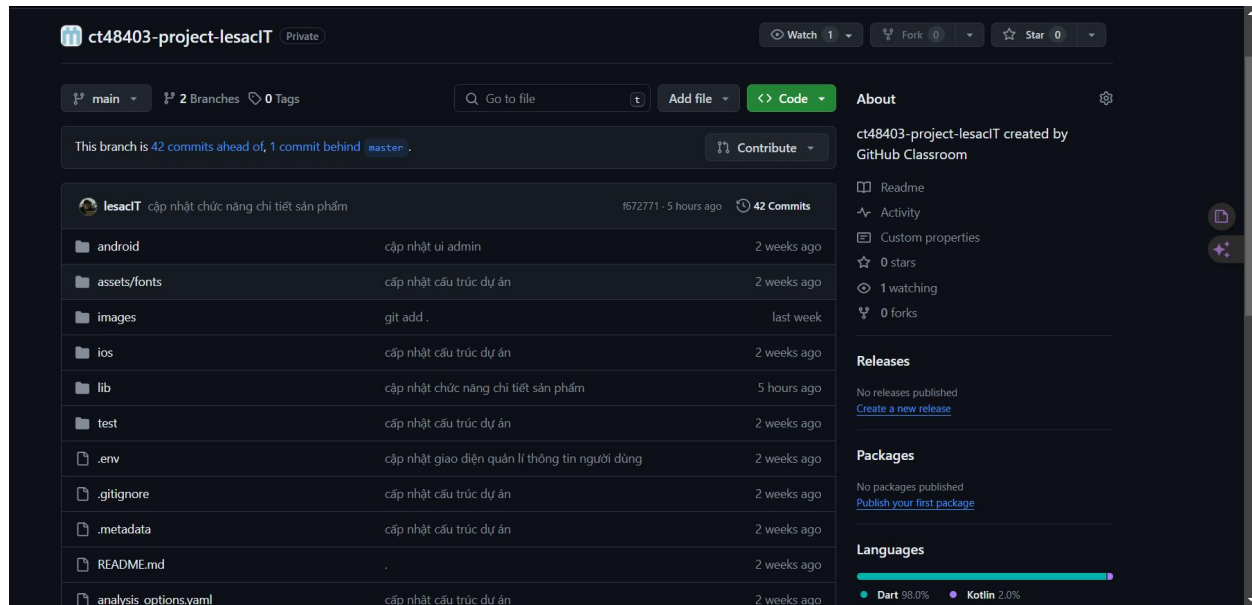 ct48403-project-lesacIT Private
Watch 1 Fork 0 Star 0
main 2 Branches 0 Tags Go to file t Add file Code
This branch is 42 commits ahead of, 1 commit behind master . Contribute
lesacIT cập nhật chức năng chi tiết sản phẩm f672771 · 5 hours ago 42 Commits
android cập nhật ui admin 2 weeks ago
assets/fonts cấp nhật cấu trúc dự án 2 weeks ago
images git add . last week
ios cấp nhật cấu trúc dự án 2 weeks ago
lib cập nhật chức năng chi tiết sản phẩm 5 hours ago
test cấp nhật cấu trúc dự án 2 weeks ago
.env cập nhật giao diện quản lí thông tin người dùng 2 weeks ago
.gitignore cấp nhật cấu trúc dự án 2 weeks ago
.metadata cấp nhật cấu trúc dự án 2 weeks ago
README.md . 2 weeks ago
analysis_options.yaml cấp nhật cấu trúc dự án 2 weeks ago
About
ct48403-project-lesacIT created by
GitHub Classroom
Readme
Activity
Custom properties
0 stars
1 watching
0 forks
Releases
No releases published
Create a new release
Packages
No packages published
Publish your first package
Languages
Dart 98.0% Kotlin 2.0%